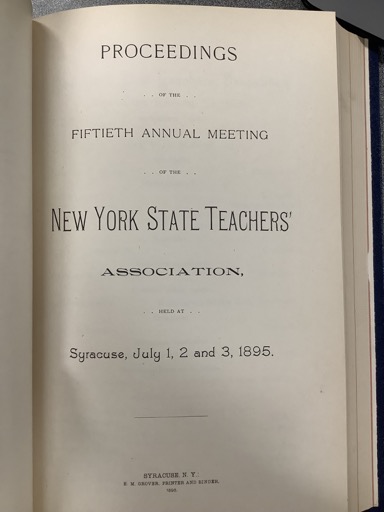 PROCEEDINGS
. . OF THE . .
FIFTIETH ANNUAL MEETING
. . OF THE . .
NEW YORK STATE TEACHERS'
ASSOCIATION,
. . HELD AT . .
Syracuse, July 1, 2 and 3, 1895.
SYRACUSE, N. Y.:
E. M. GROVER, PRINTER AND BINDER.